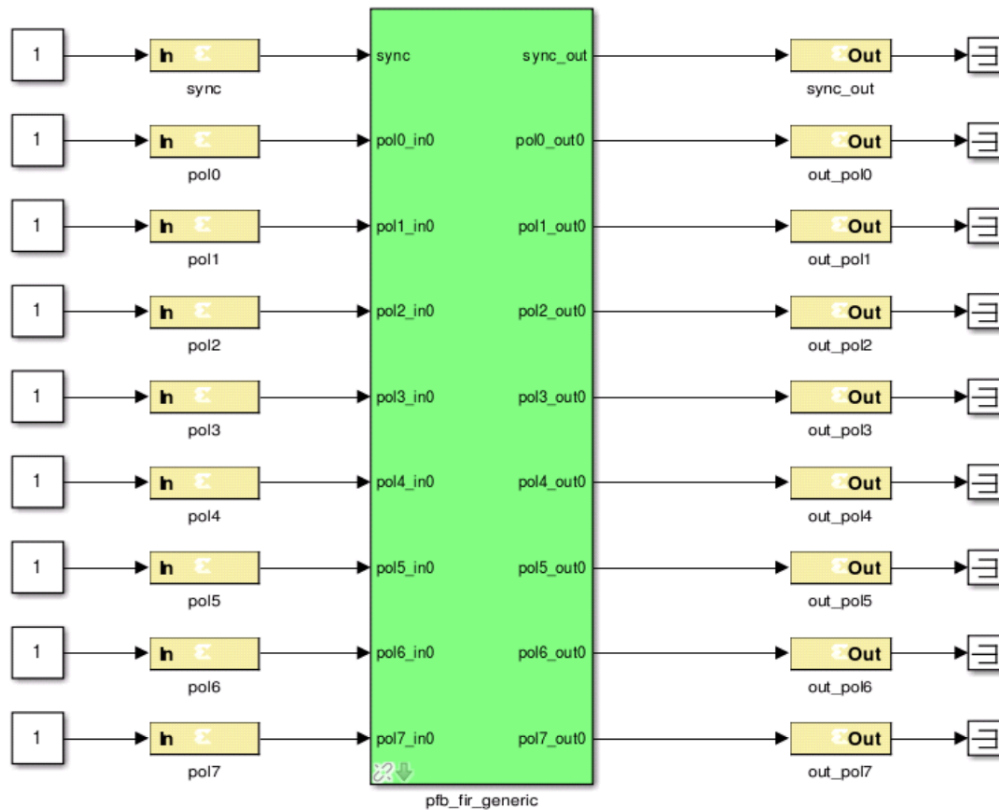 1 In sync sync_out Out
sync sync_out
1 In pol0_in0 pol0_out0 Out
pol0 out_pol0
1 In pol1_in0 pol1_out0 Out
pol1 out_pol1
1 In pol2_in0 pol2_out0 Out
pol2 out_pol2
1 In pol3_in0 pol3_out0 Out
pol3 out_pol3
1 In pol4_in0 pol4_out0 Out
pol4 out_pol4
1 In pol5_in0 pol5_out0 Out
pol5 out_pol5
1 In pol6_in0 pol6_out0 Out
pol6 out_pol6
1 In pol7_in0 pol7_out0 Out
pol7 out_pol7
pfb_fir_generic